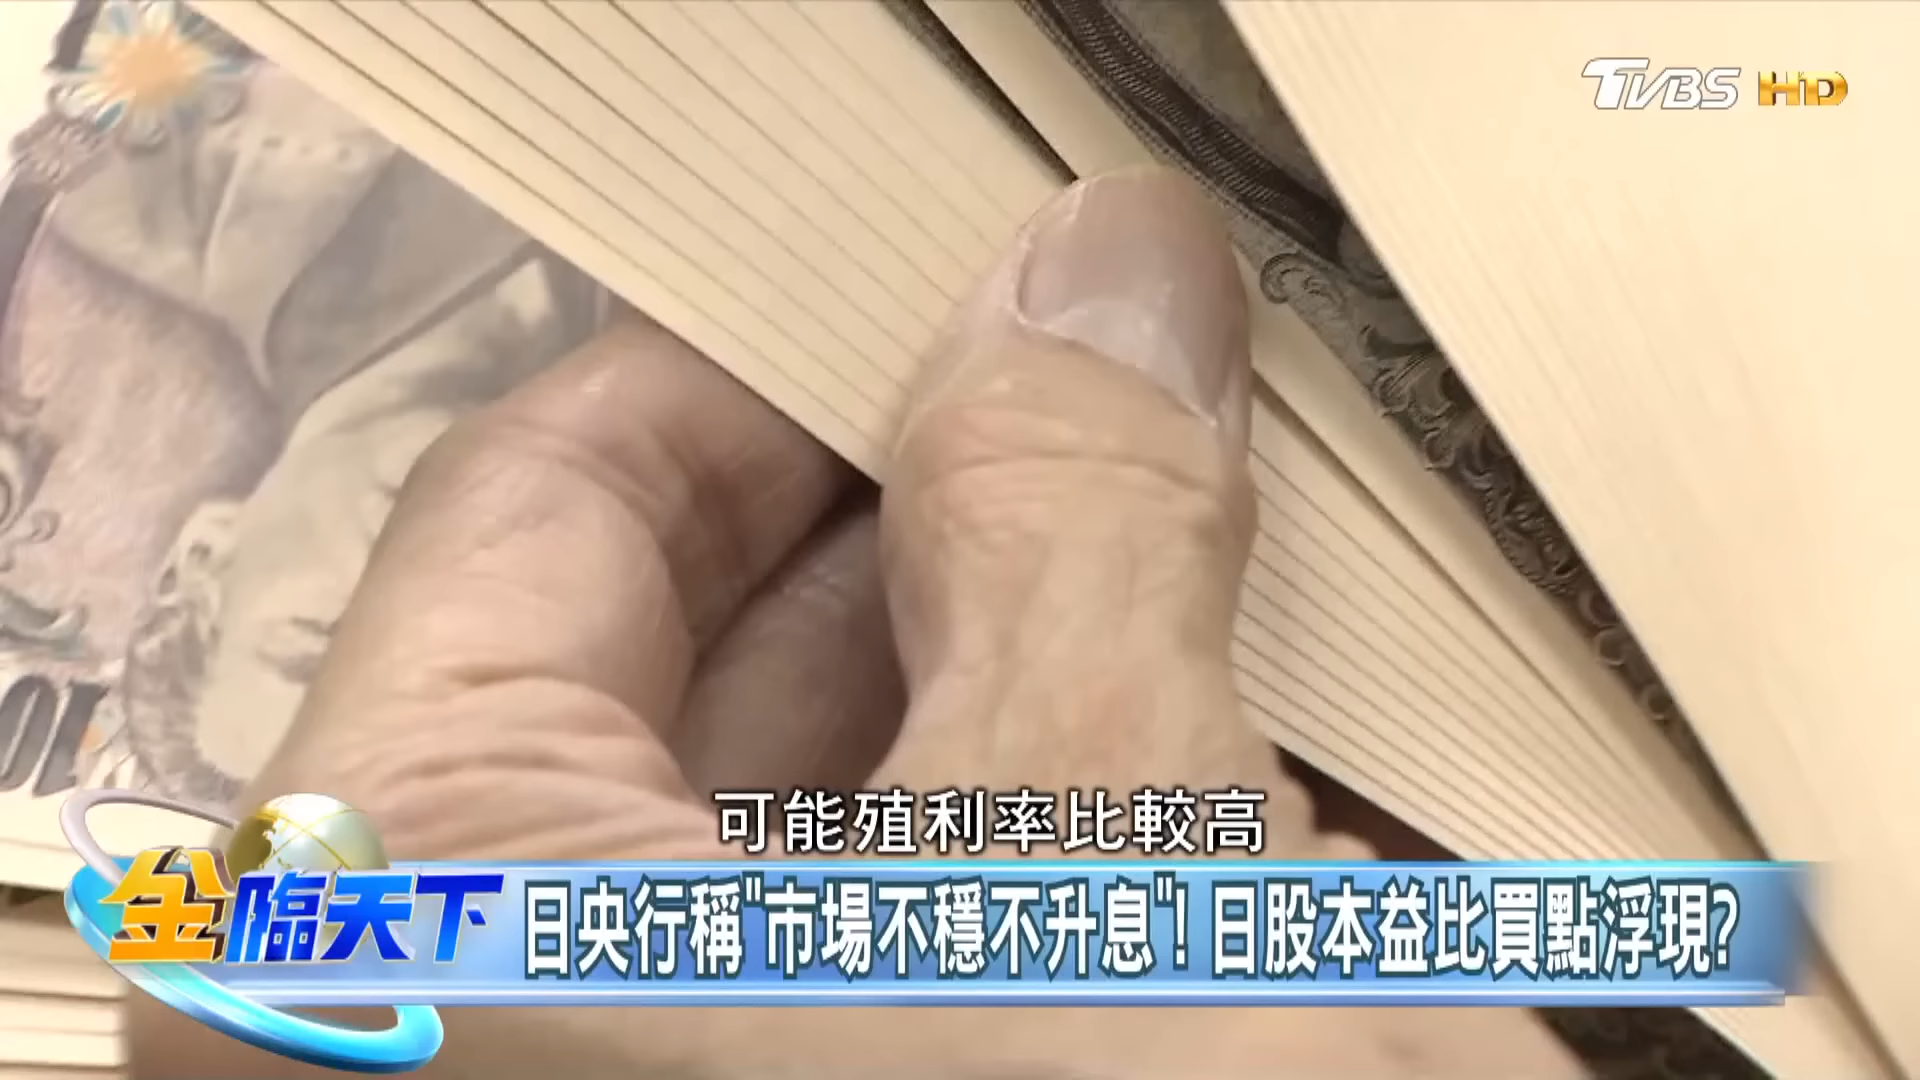 TVBS HD
可能殖利率比較高
金臨天下
日央行稱"市場不穩不升息"! 日股本益比買點浮現?
10